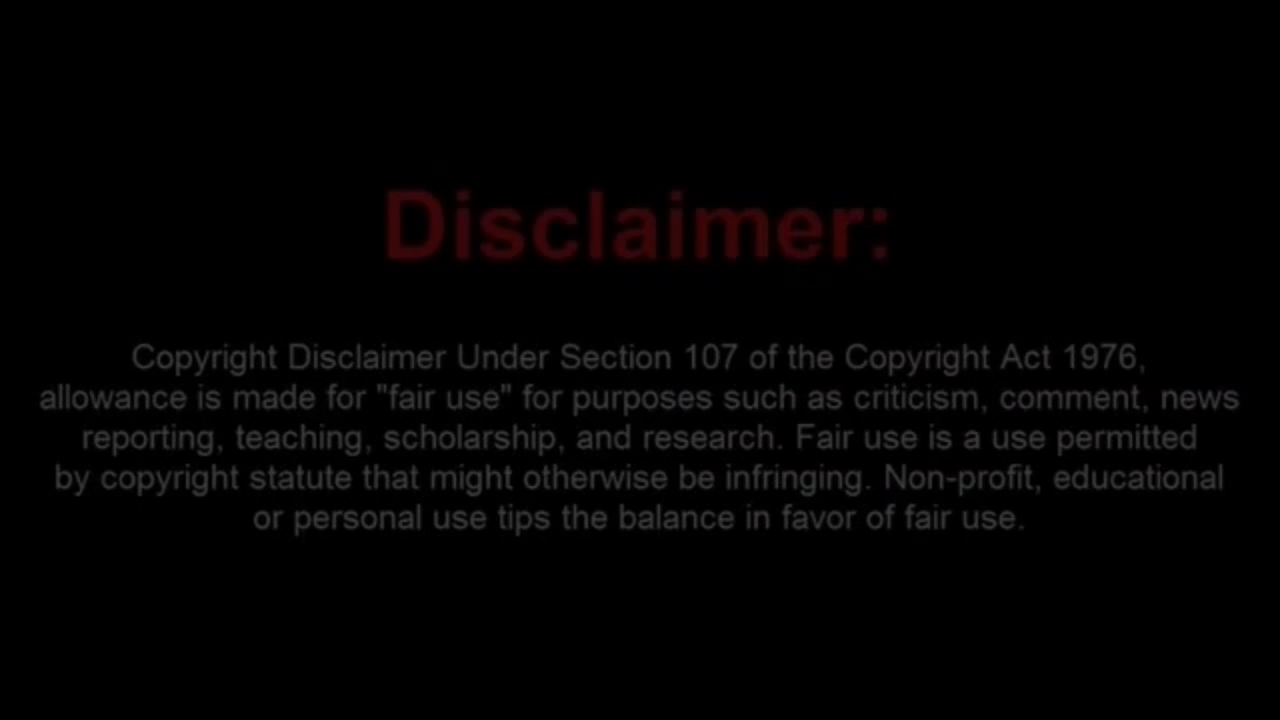 Disclaimer:
Copyright Disclaimer Under Section 107 of the Copyright Act 1976,
allowance is made for "fair use" for purposes such as criticism, comment, news
reporting, teaching, scholarship, and research. Fair use is a use permitted
by copyright statute that might otherwise be infringing. Non-profit, educational
or personal use tips the balance in favor of fair use.